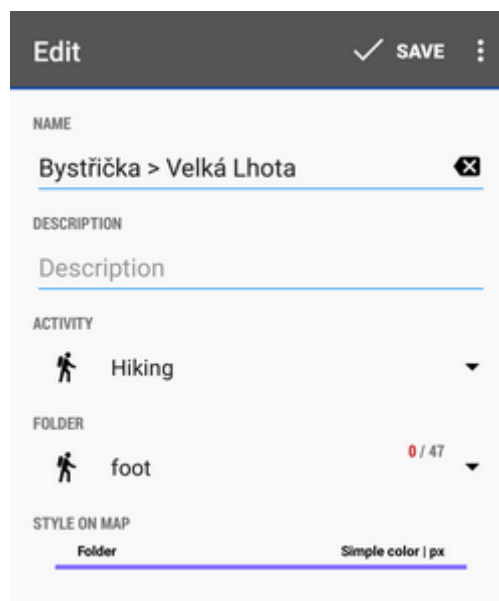 Edit SAVE
NAME
Bystřička > Velká Lhota
DESCRIPTION
Description
ACTIVITY
Hiking
FOLDER
foot 0 / 47
STYLE ON MAP
Folder Simple color | px